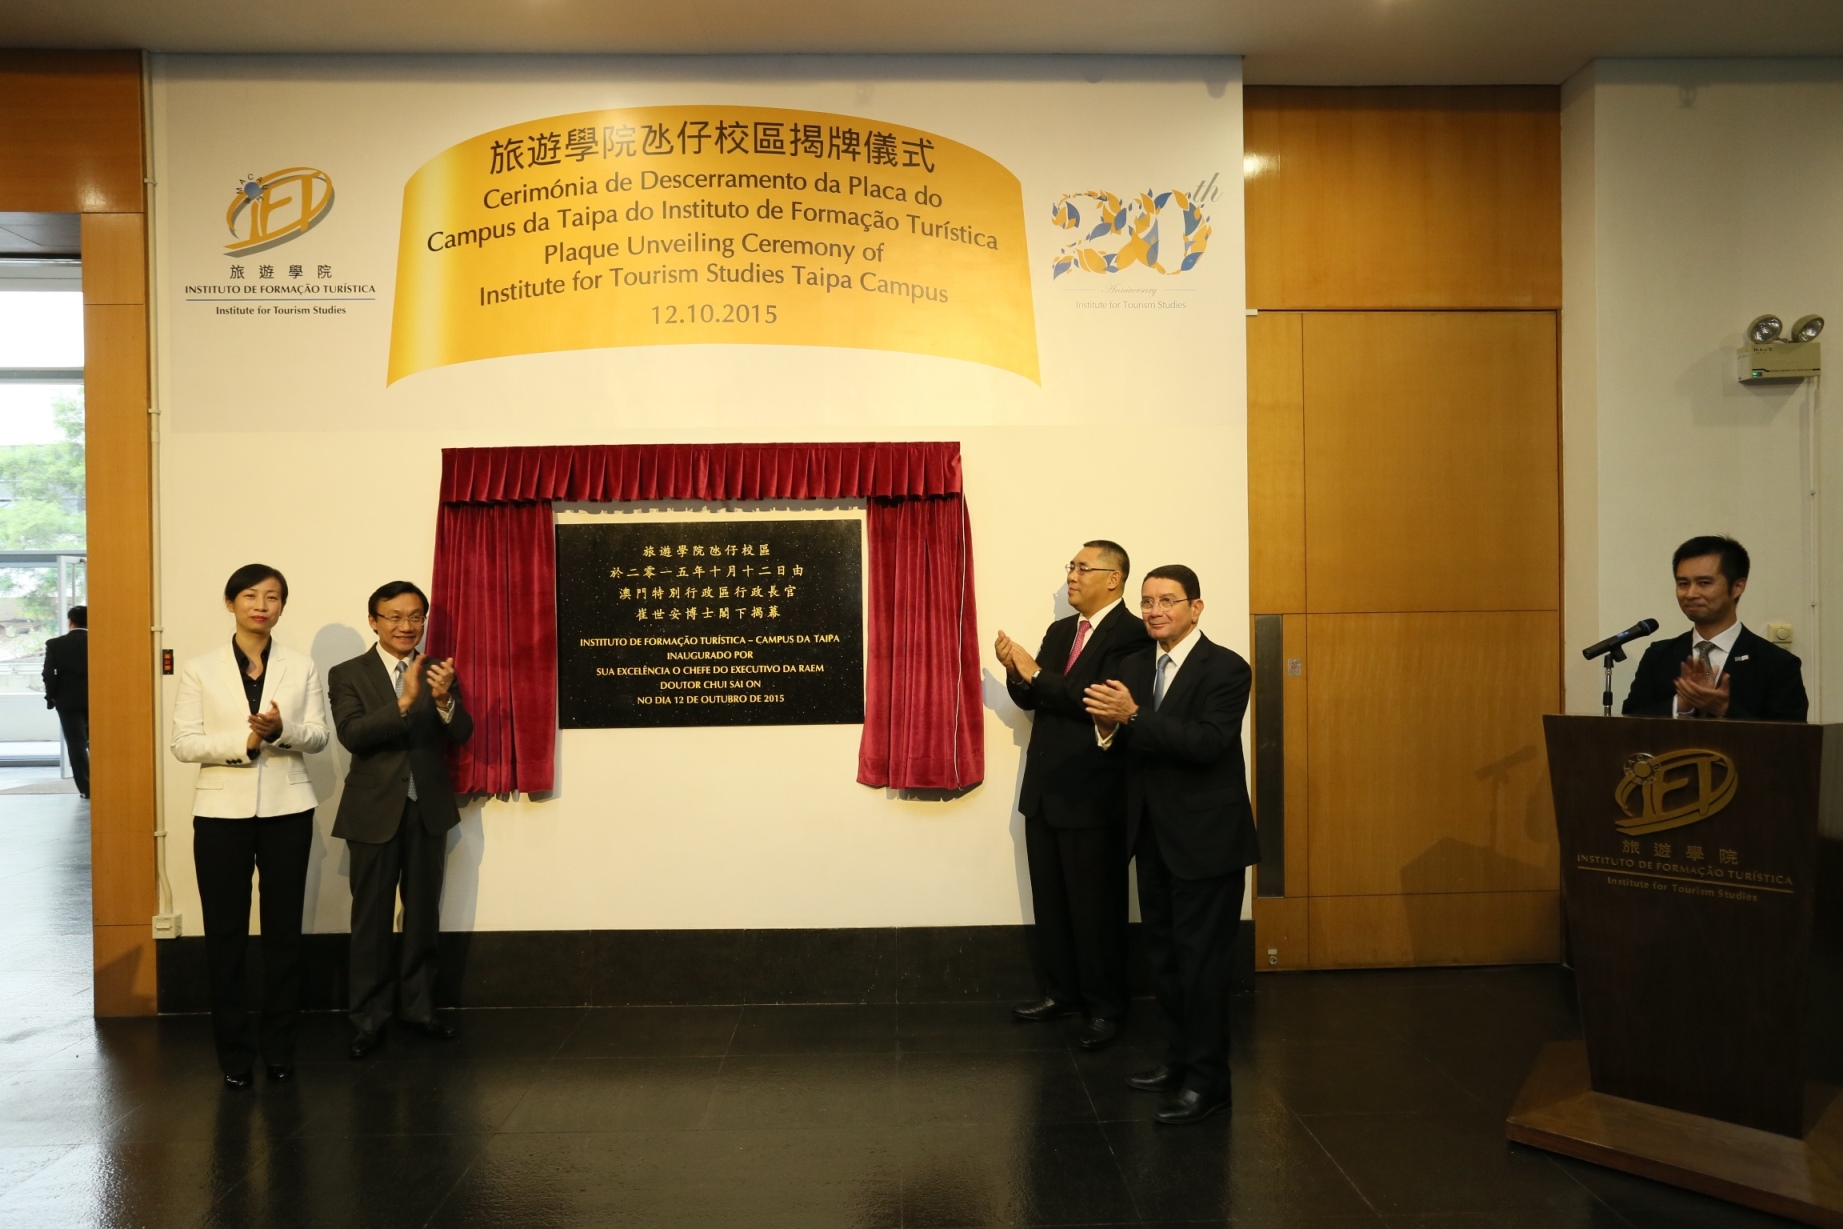 旅遊學院氹仔校區揭牌儀式
Cerimónia de Descerramento da Placa do
Campus da Taipa do Instituto de Formação Turística
Plaque Unveiling Ceremony of
Institute for Tourism Studies Taipa Campus
12.10.2015
MACAU
IFT
旅遊學院
INSTITUTO DE FORMAÇÃO TURÍSTICA
Institute for Tourism Studies
20th
Anniversary
Institute for Tourism Studies
旅遊學院氹仔校區
於二零一五年十月十二日由
澳門特別行政區行政長官
崔世安博士閣下揭幕
INSTITUTO DE FORMAÇÃO TURÍSTICA – CAMPUS DA TAIPA
INAUGURADO POR
SUA EXCELÊNCIA O CHEFE DO EXECUTIVO DA RAEM
DOUTOR CHUI SAI ON
NO DIA 12 DE OUTUBRO DE 2015
MACAU
IFT
旅遊學院
INSTITUTO DE FORMAÇÃO TURÍSTICA
Institute for Tourism Studies